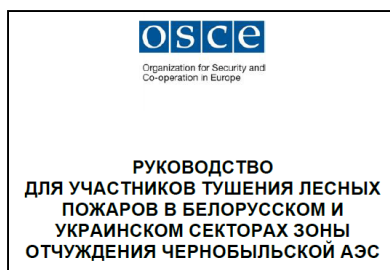 OSCE
Organization for Security and
Co-operation in Europe
РУКОВОДСТВО
ДЛЯ УЧАСТНИКОВ ТУШЕНИЯ ЛЕСНЫХ
ПОЖАРОВ В БЕЛОРУССКОМ И
УКРАИНСКОМ СЕКТОРАХ ЗОНЫ
ОТЧУЖДЕНИЯ ЧЕРНОБЫЛЬСКОЙ АЭС